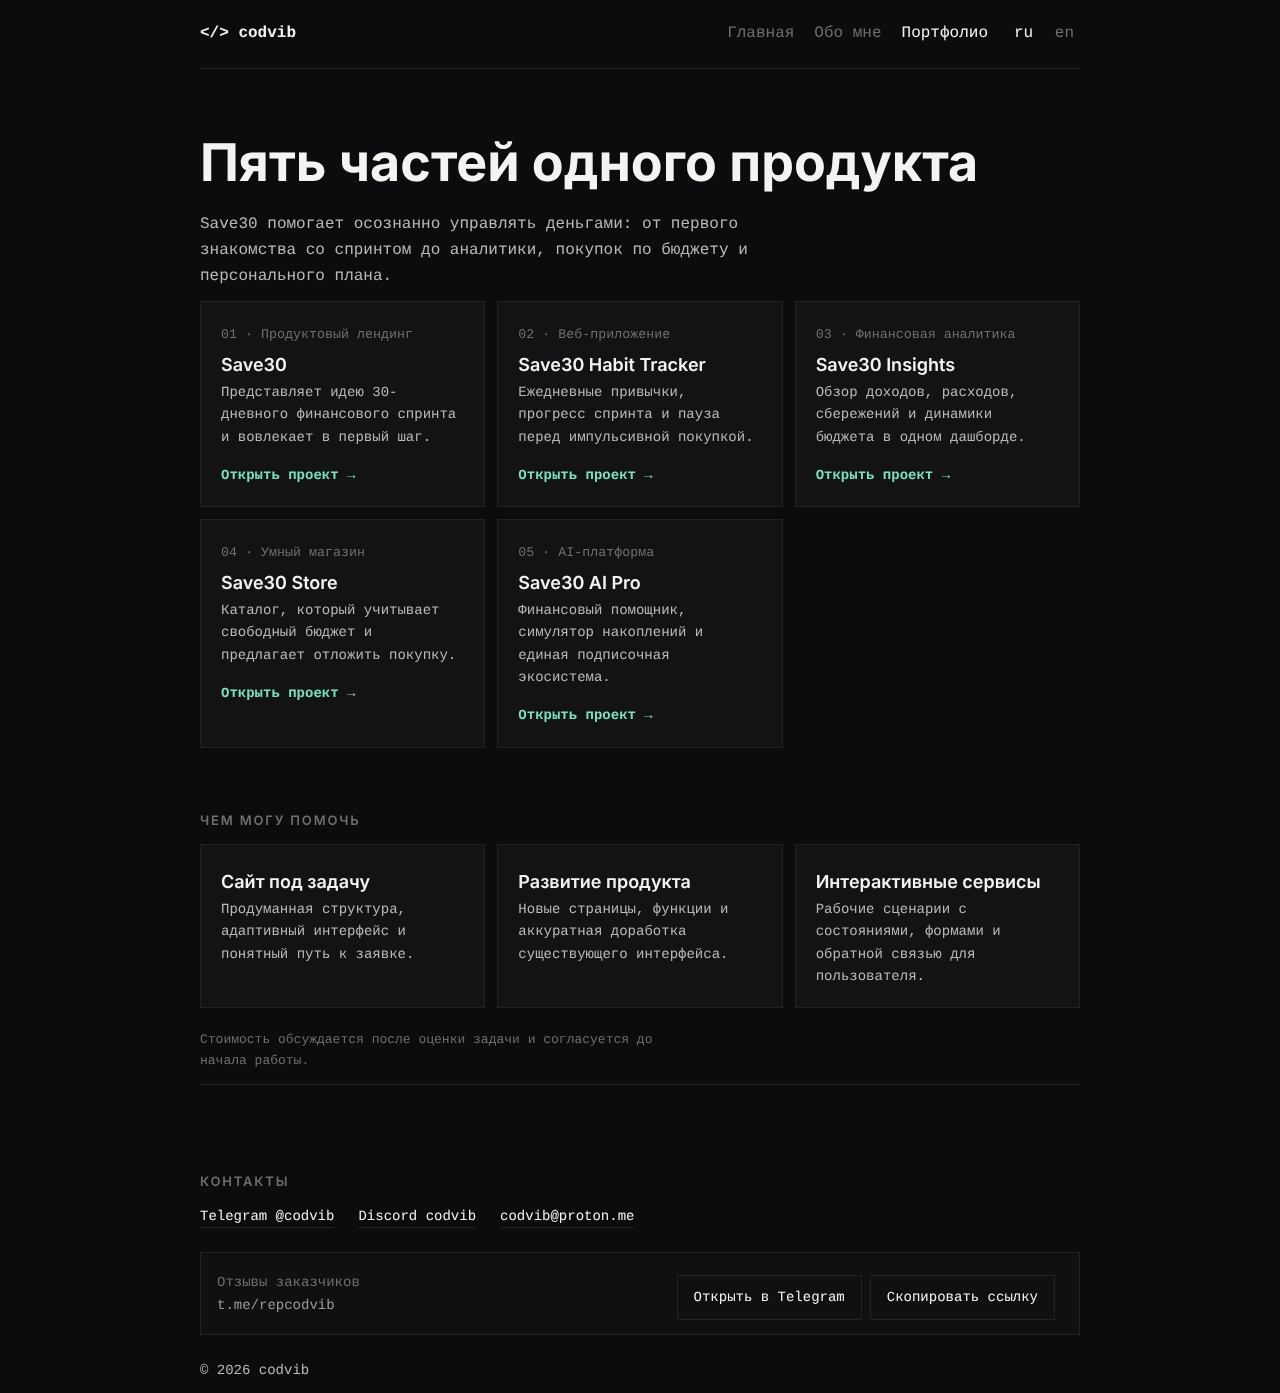 </> codvib
Главная Обо мне Портфолио ru en
Пять частей одного продукта
Save30 помогает осознанно управлять деньгами: от первого
знакомства со спринтом до аналитики, покупок по бюджету и
персонального плана.
01 · Продуктовый лендинг
Save30
Представляет идею 30-
дневного финансового спринта
и вовлекает в первый шаг.
Открыть проект →
02 · Веб-приложение
Save30 Habit Tracker
Ежедневные привычки,
прогресс спринта и пауза
перед импульсивной покупкой.
Открыть проект →
03 · Финансовая аналитика
Save30 Insights
Обзор доходов, расходов,
сбережений и динамики
бюджета в одном дашборде.
Открыть проект →
04 · Умный магазин
Save30 Store
Каталог, который учитывает
свободный бюджет и
предлагает отложить покупку.
Открыть проект →
05 · AI-платформа
Save30 AI Pro
Финансовый помощник,
симулятор накоплений и
единая подписочная
экосистема.
Открыть проект →
ЧЕМ МОГУ ПОМОЧЬ
Сайт под задачу
Продуманная структура,
адаптивный интерфейс и
понятный путь к заявке.
Развитие продукта
Новые страницы, функции и
аккуратная доработка
существующего интерфейса.
Интерактивные сервисы
Рабочие сценарии с
состояниями, формами и
обратной связью для
пользователя.
Стоимость обсуждается после оценки задачи и согласуется до
начала работы.
КОНТАКТЫ
Telegram @codvib Discord codvib codvib@proton.me
Отзывы заказчиков
t.me/repcodvib
Открыть в Telegram Скопировать ссылку
© 2026 codvib